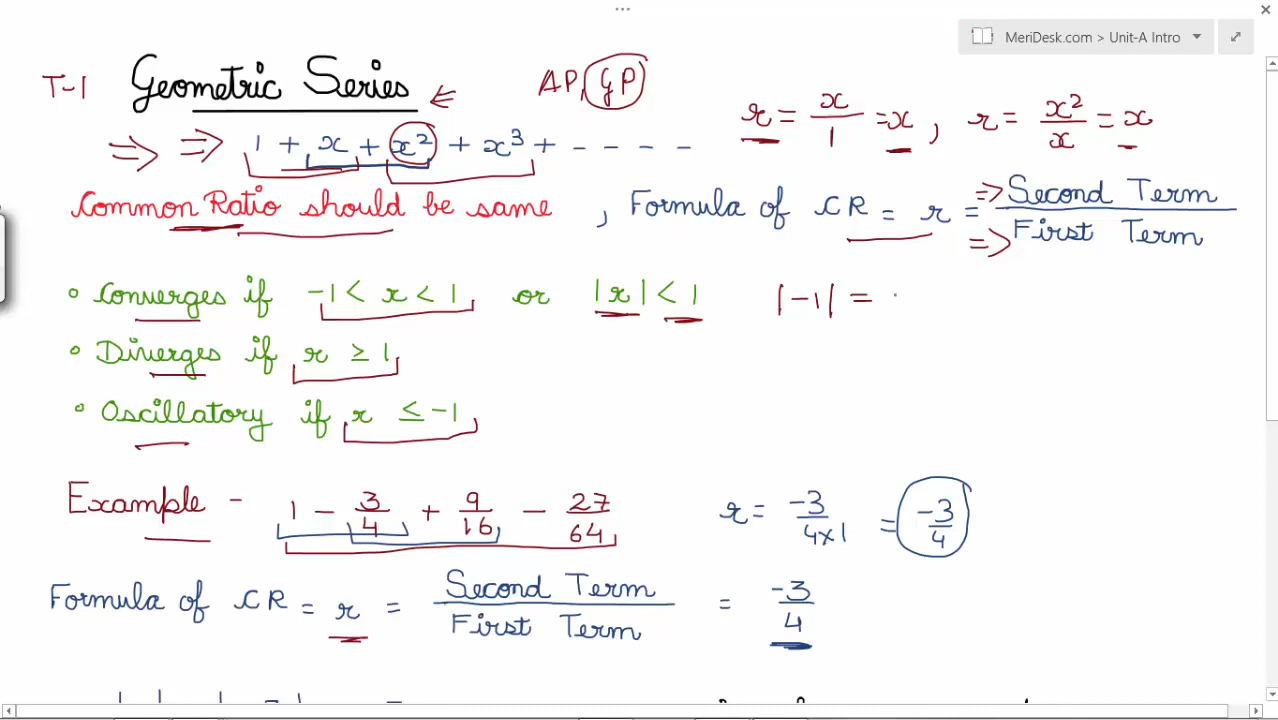 MeriDesk.com > Unit-A Intro
T-1 Geometric Series ⇐ AP, GP
r = x/1 = x , r = x²/x = x
⇒ ⇒ 1 + x + x² + x³ + - - - -
Common Ratio should be same , Formula of CR = r = ⇒ Second Term / ⇒ First Term
• Converges if -1 < r < 1 or |r| < 1 |-1| =
• Diverges if r ≥ 1
• Oscillatory if r ≤ -1
Example - 1 - 3/4 + 9/16 - 27/64 r = -3/4×1 = -3/4
Formula of CR = r = Second Term / First Term = -3/4